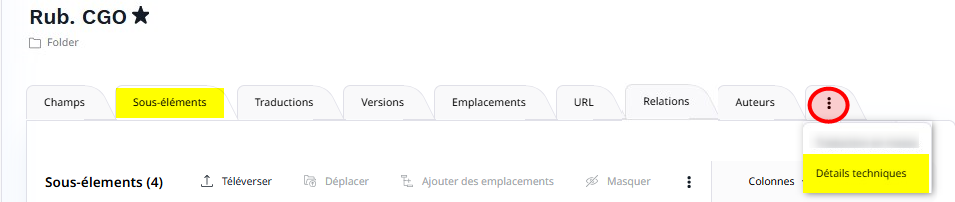 Rub. CGO
Folder
Champs Sous-éléments Traductions Versions Emplacements URL Relations Auteurs
Détails techniques
Sous-élements (4) Téléverser Déplacer Ajouter des emplacements Masquer Colonnes